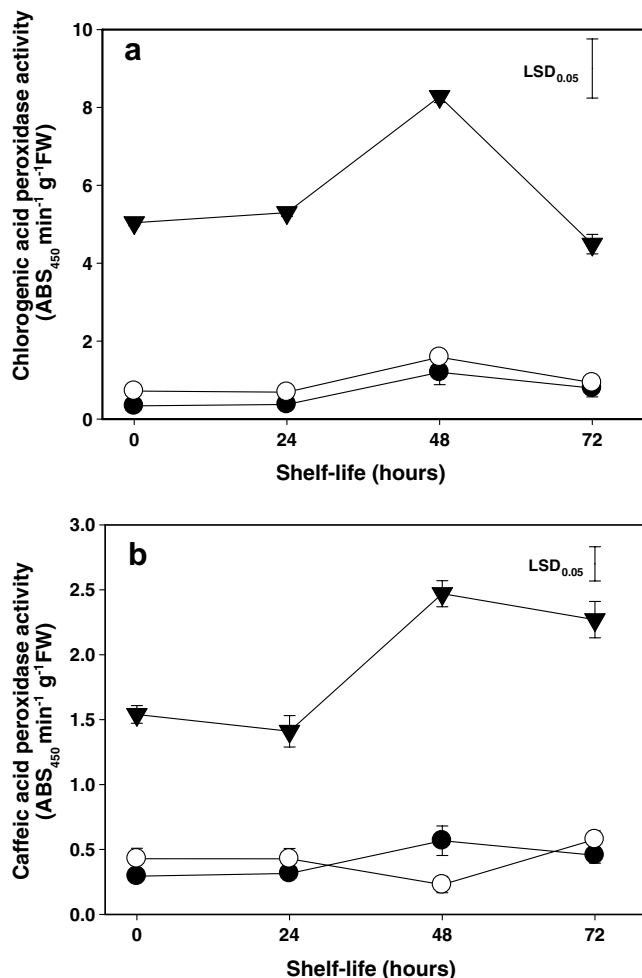 a
10
8
6
4
2
0
LSD0.05
Chlorogenic acid peroxidase activity
(ABS450 min-1 g-1FW)
0 24 48 72
Shelf-life (hours)
b
3.0
2.5
2.0
1.5
1.0
0.5
0.0
LSD0.05
Caffeic acid peroxidase activity
(ABS450 min-1 g-1FW)
0 24 48 72
Shelf-life (hours)